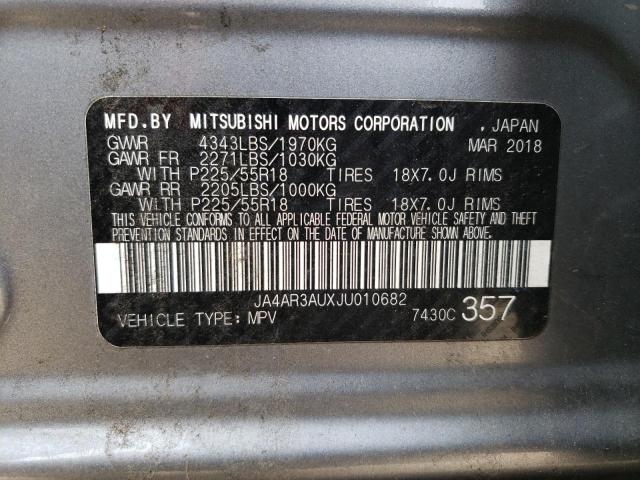 MFD.BY MITSUBISHI MOTORS CORPORATION , JAPAN
GVWR 4343LBS/1970KG MAR 2018
GAWR FR 2271LBS/1030KG
WITH P225/55R18 TIRES 18X7.0J RIMS
GAWR RR 2205LBS/1000KG
WITH P225/55R18 TIRES 18X7.0J RIMS
THIS VEHICLE CONFORMS TO ALL APPLICABLE FEDERAL MOTOR VEHICLE SAFETY AND THEFT
PREVENTION STANDARDS IN EFFECT ON THE DATE OF MANUFACTURE SHOWN ABOVE.
JA4AR3AUXJU010682
VEHICLE TYPE: MPV 7430C 357